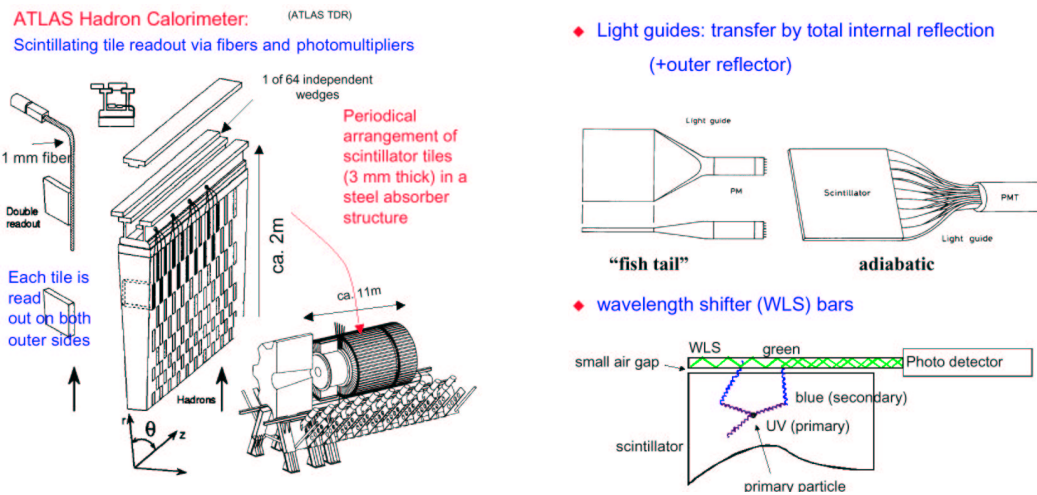 ATLAS Hadron Calorimeter:
(ATLAS TDR)
Scintillating tile readout via fibers and photomultipliers
1 of 64 independent
wedges
1 mm fiber
Periodical
arrangement of
scintillator tiles
(3 mm thick) in a
steel absorber
structure
Double
readout
ca. 2m
Each tile is
read
out on both
outer sides
ca. 11m
Hadrons
r
θ
z
Light guides: transfer by total internal reflection
(+outer reflector)
Light guide
PM
Scintillator
PMT
Light guide
“fish tail”
adiabatic
wavelength shifter (WLS) bars
WLS
green
small air gap
Photo detector
blue (secondary)
UV (primary)
scintillator
primary particle